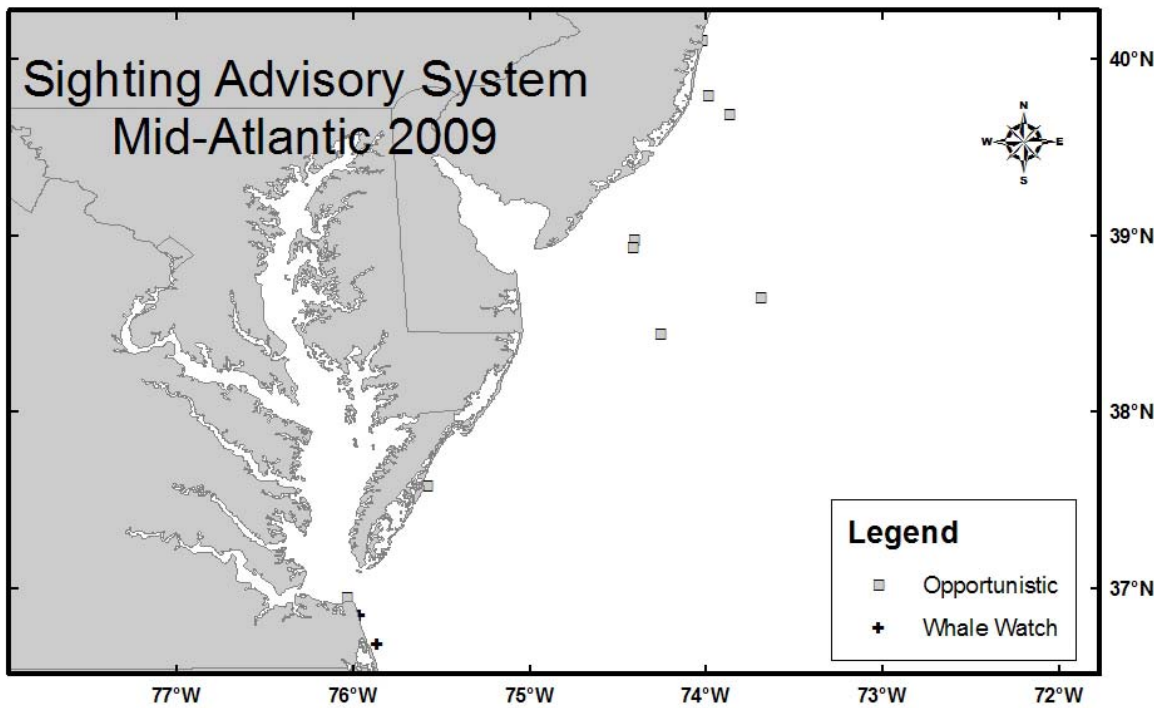 Sighting Advisory System
Mid-Atlantic 2009
N
W E
S
40°N
39°N
38°N
37°N
Legend
Opportunistic
Whale Watch
77°W 76°W 75°W 74°W 73°W 72°W